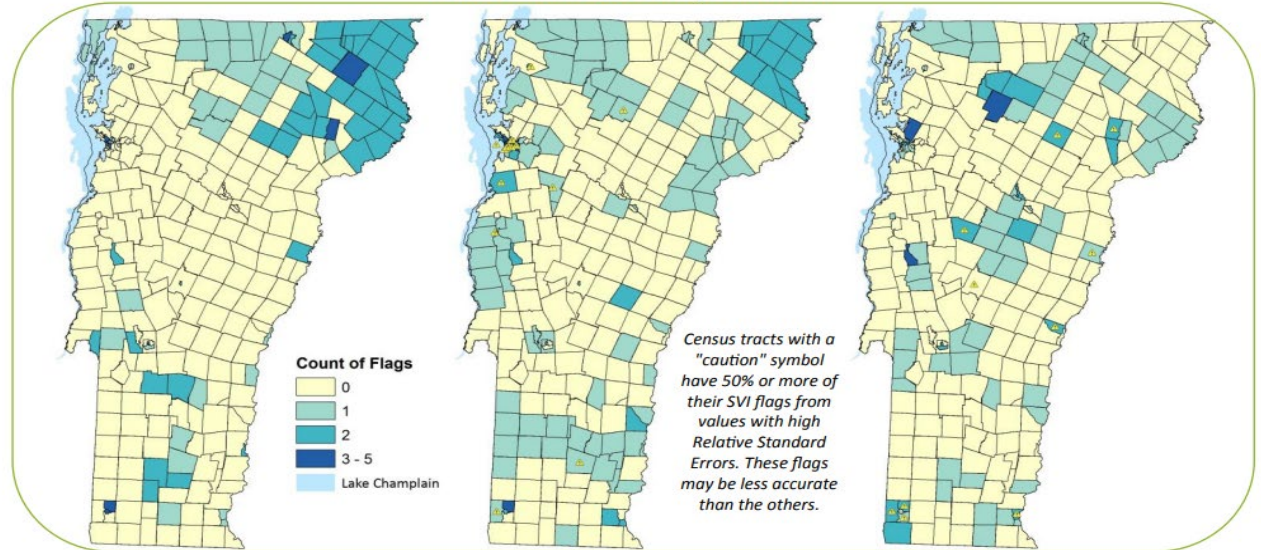 Count of Flags
0
1
2
3 - 5
Lake Champlain
Census tracts with a
"caution" symbol
have 50% or more of
their SVI flags from
values with high
Relative Standard
Errors. These flags
may be less accurate
than the others.